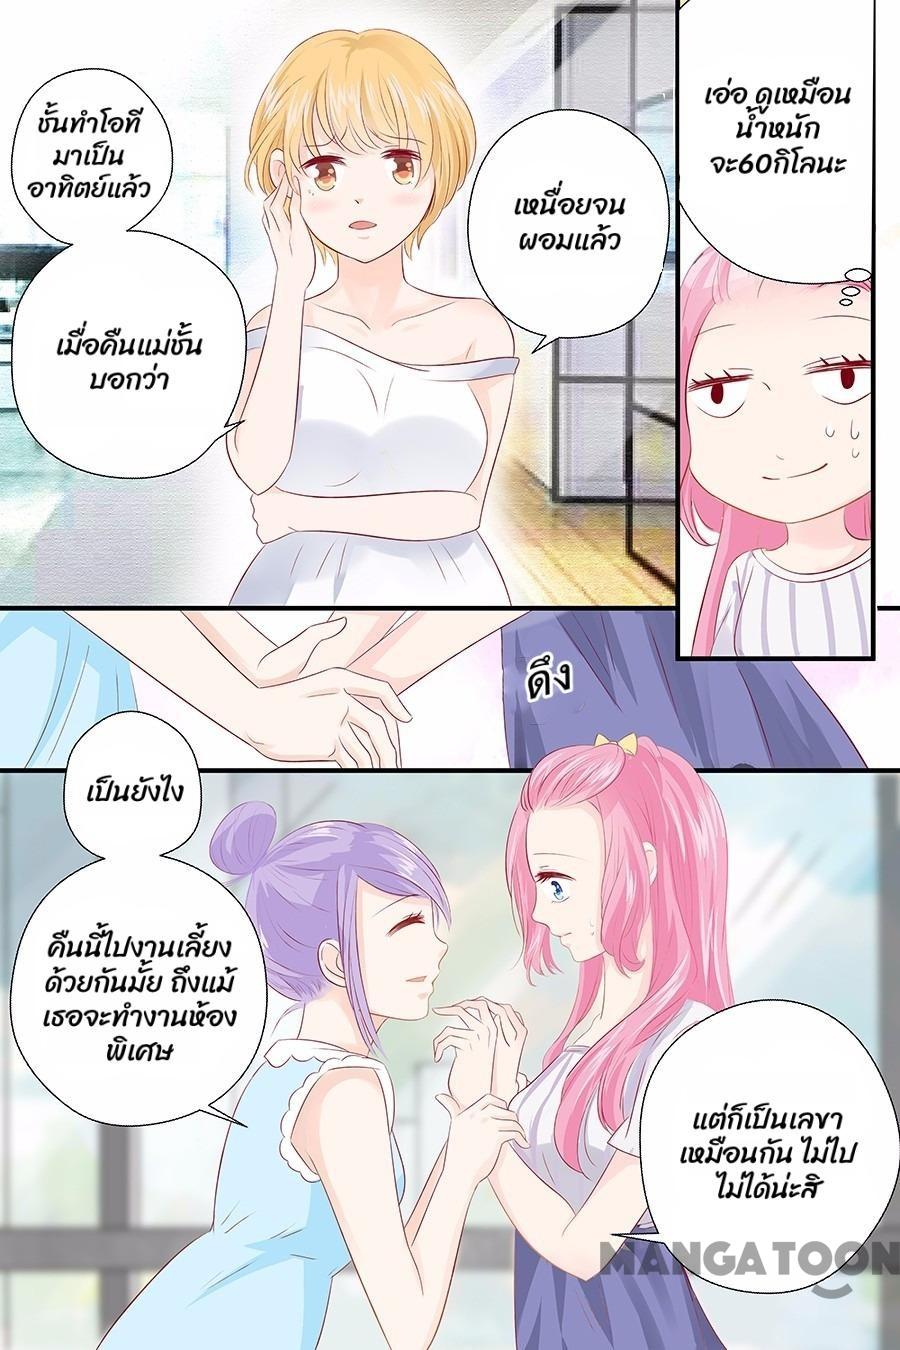 ชั้นทำโอที
มาเป็น
อาทิตย์แล้ว
เมื่อคืนแม่ชั้น
บอกว่า
เหนื่อยจน
ผอมแล้ว
เอ่อ ดูเหมือน
น้ำหนัก
จะ60กิโลนะ
ดึง
เป็นยังไง
คืนนี้ไปงานเลี้ยง
ด้วยกันมั้ย ถึงแม้
เธอจะทำงานห้อง
พิเศษ
แต่ก็เป็นเลขา
เหมือนกัน ไม่ไป
ไม่ได้น่ะสิ
MANGATOON